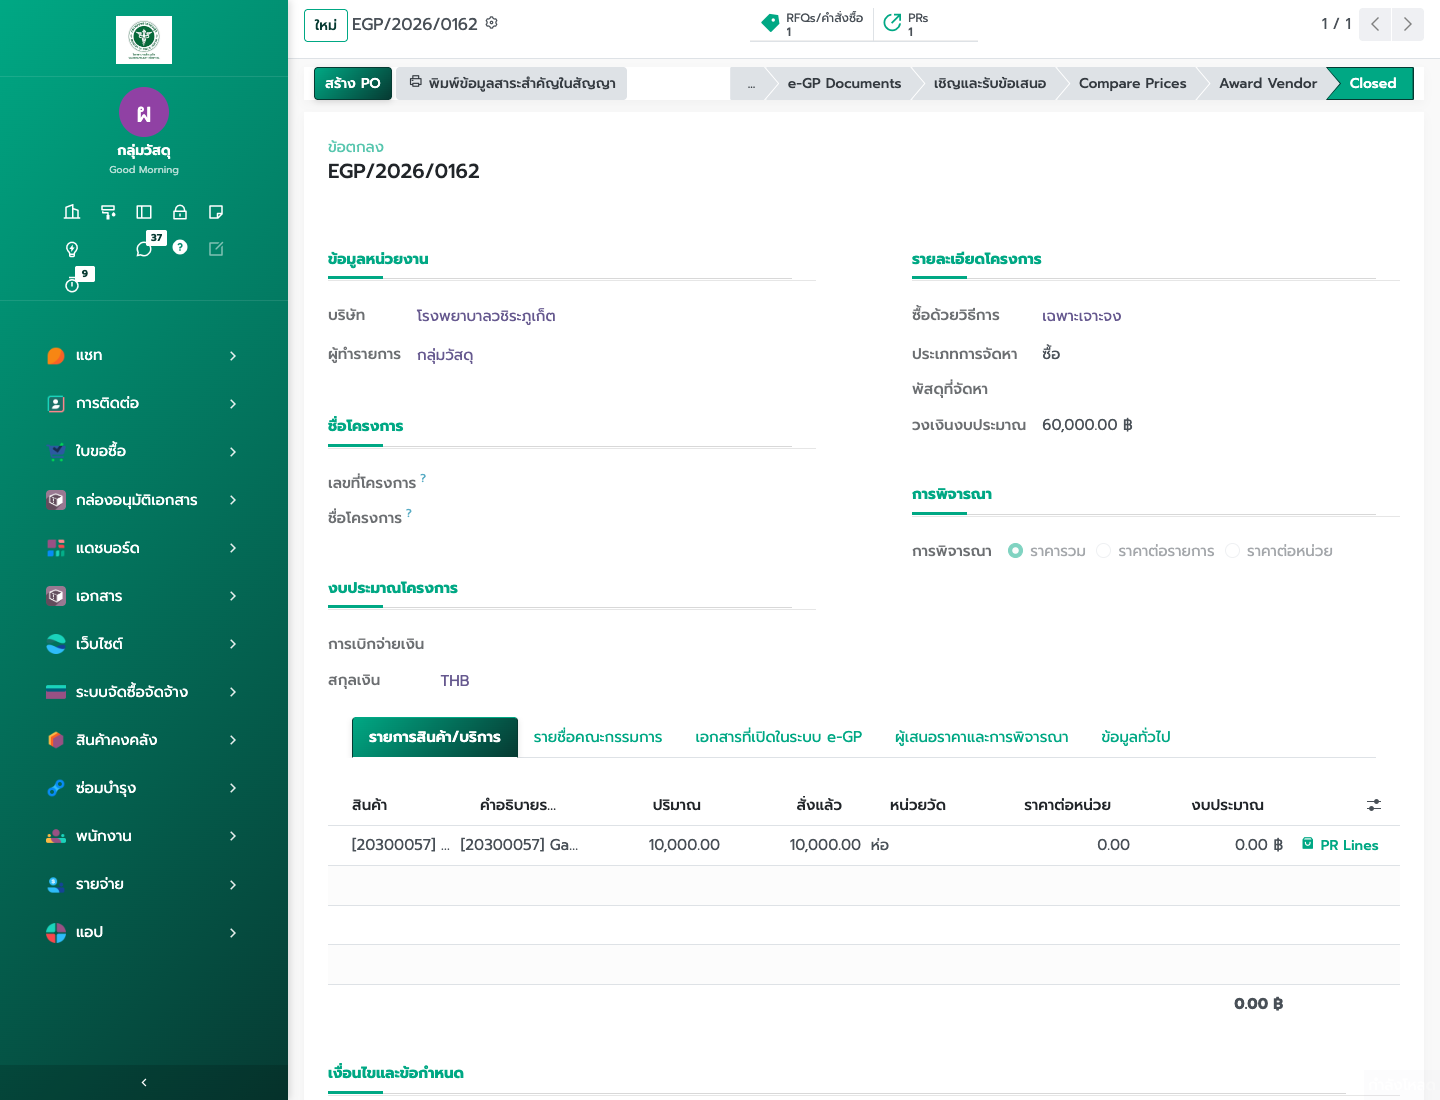 ใหม่
EGP/2026/0162
RFQs/คำสั่งซื้อ
1
PRs
1
1 / 1
ผ
กลุ่มวัสดุ
Good Morning
37
9
สร้าง PO
พิมพ์ข้อมูลสาระสำคัญในสัญญา
...
e-GP Documents
เชิญและรับข้อเสนอ
Compare Prices
Award Vendor
Closed
แชท
การติดต่อ
ใบขอซื้อ
กล่องอนุมัติเอกสาร
แดชบอร์ด
เอกสาร
เว็บไซต์
ระบบจัดซื้อจัดจ้าง
สินค้าคงคลัง
ซ่อมบำรุง
พนักงาน
รายจ่าย
แอป
ข้อตกลง
EGP/2026/0162
ข้อมูลหน่วยงาน
บริษัท โรงพยาบาลวชิระภูเก็ต
ผู้ทำรายการ กลุ่มวัสดุ
ชื่อโครงการ
เลขที่โครงการ ?
ชื่อโครงการ ?
งบประมาณโครงการ
การเบิกจ่ายเงิน
สกุลเงิน THB
รายละเอียดโครงการ
ซื้อด้วยวิธีการ เฉพาะเจาะจง
ประเภทการจัดหา ซื้อ
พัสดุที่จัดหา
วงเงินงบประมาณ 60,000.00 ฿
การพิจารณา
การพิจารณา ราคารวม ราคาต่อรายการ ราคาต่อหน่วย
รายการสินค้า/บริการ รายชื่อคณะกรรมการ เอกสารที่เปิดในระบบ e-GP ผู้เสนอราคาและการพิจารณา ข้อมูลทั่วไป
สินค้า คำอธิบายร... ปริมาณ สั่งแล้ว หน่วยวัด ราคาต่อหน่วย งบประมาณ
[20300057] ... [20300057] Ga... 10,000.00 10,000.00 ห่อ 0.00 0.00 ฿ PR Lines
0.00 ฿
เงื่อนไขและข้อกำหนด